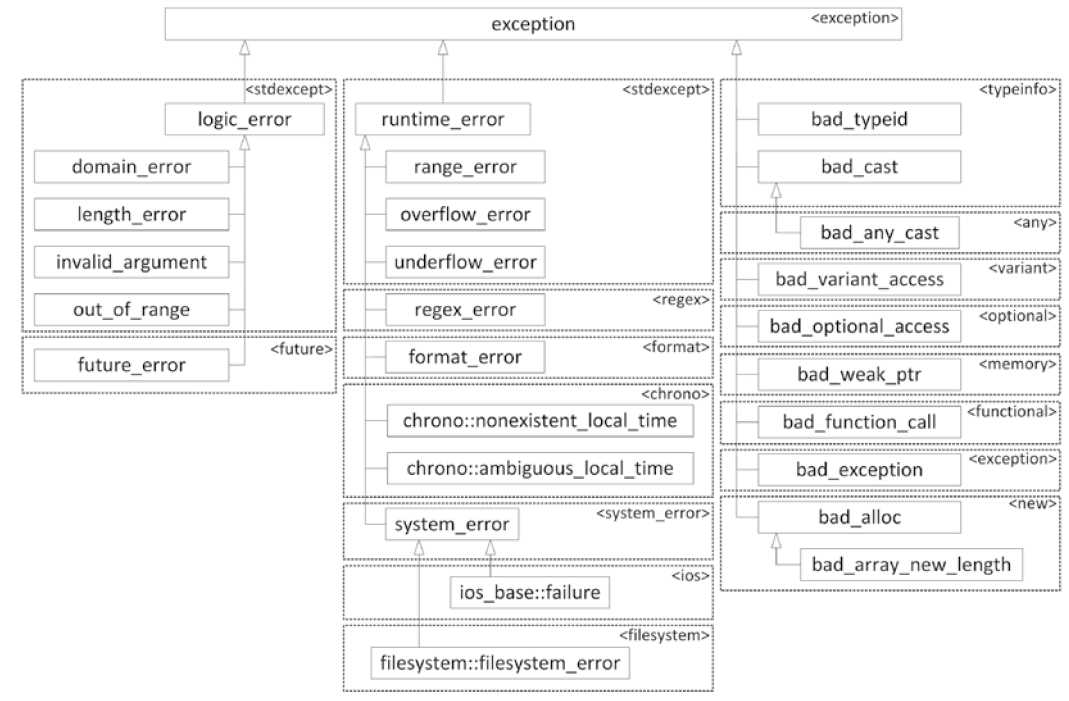 exception
<exception>
<stdexcept>
logic_error
domain_error
length_error
invalid_argument
out_of_range
<future>
future_error
<stdexcept>
runtime_error
range_error
overflow_error
underflow_error
<regex>
regex_error
<format>
format_error
<chrono>
chrono::nonexistent_local_time
chrono::ambiguous_local_time
<system_error>
system_error
<ios>
ios_base::failure
<filesystem>
filesystem::filesystem_error
<typeinfo>
bad_typeid
bad_cast
<any>
bad_any_cast
<variant>
bad_variant_access
<optional>
bad_optional_access
<memory>
bad_weak_ptr
<functional>
bad_function_call
<exception>
bad_exception
<new>
bad_alloc
bad_array_new_length